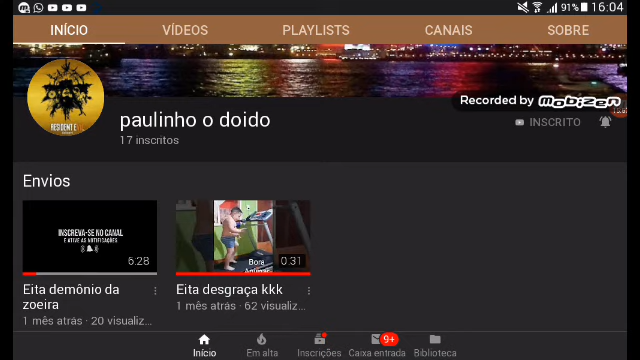 91% 16:04
INÍCIO VÍDEOS PLAYLISTS CANAIS SOBRE
Recorded by mobizen
RESIDENT E
paulinho o doido
INSCRITO
17 inscritos
Envios
INSCREVA-SE NO CANAL
E ATIVE AS NOTIFICAÇÕES
6:28
Bora
0:31
Eita demônio da
zoeira
1 mês atrás · 20 visualiz...
Eita desgraça kkk
1 mês atrás · 62 visualiz...
Início Em alta Inscrições Caixa entrada 9+ Biblioteca